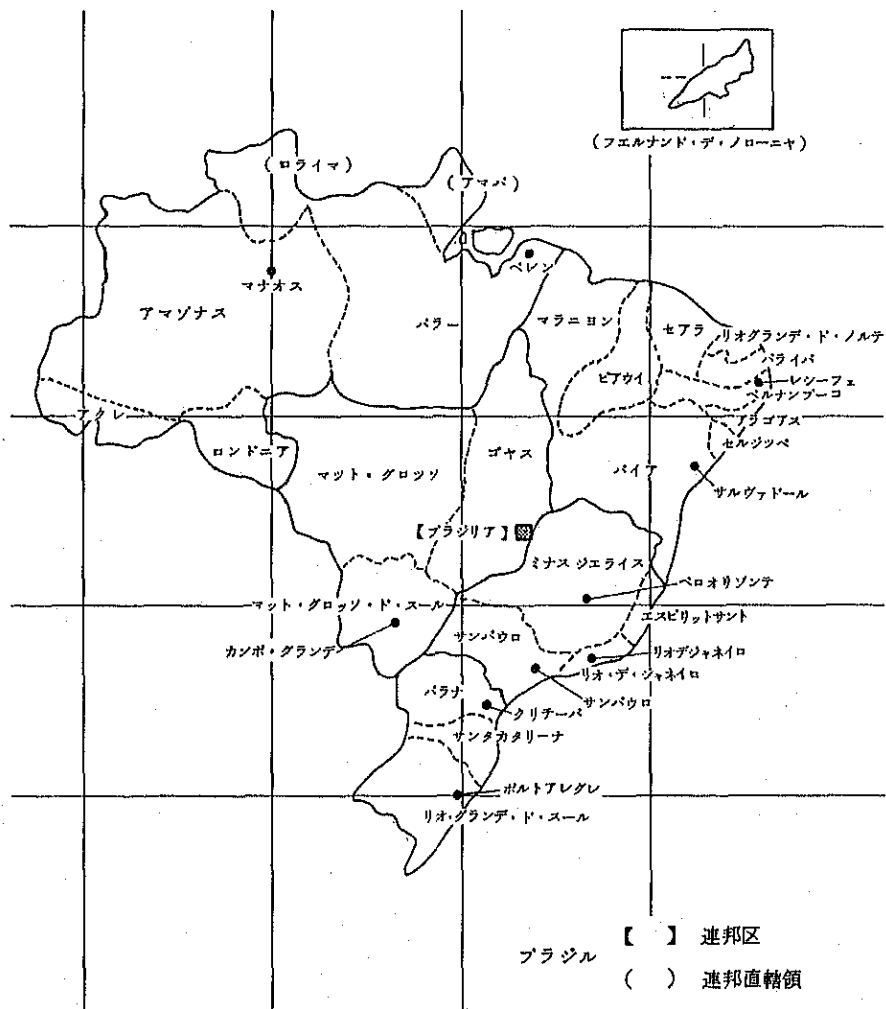 (フエルナンド・デ・ノローニャ)
(ロライマ)
(アマパ)
ベレン
マナオス
アマゾナス
パラー
マラニヨン
セアラ
リオグランデ・ド・ノルテ
パライバ
ピアウイ
レシーフェ
ペルナンブーコ
アクレ
アラゴアス
セルジッペ
ロンドニア
マット・グロッソ
ゴヤス
バイア
サルヴァドール
【ブラジリア】
ミナス ジエライス
ベロオリゾンテ
マット・グロッソ・ド・スール
エスピリットサント
カンポ・グランデ
サンパウロ
リオデジャネイロ
リオ・デ・ジャネイロ
パラナ
サンパウロ
クリチーバ
サンタカタリーナ
ポルトアレグレ
リオ・グランデ・ド・スール
ブラジル
【 】 連邦区
( ) 連邦直轄領